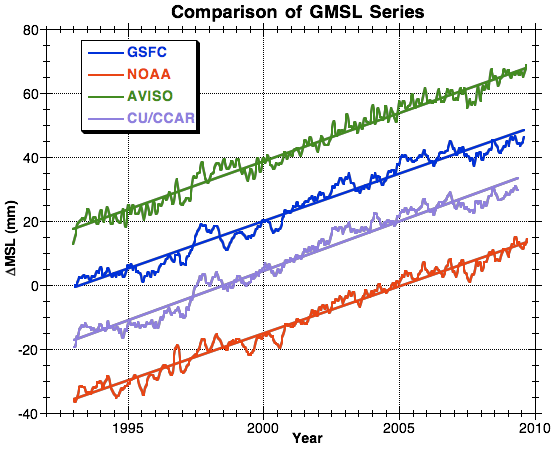 Comparison of GMSL Series
80
60
40
20
0
-20
-40
ΔMSL (mm)
GSFC
NOAA
AVISO
CU/CCAR
1995
2000
2005
2010
Year